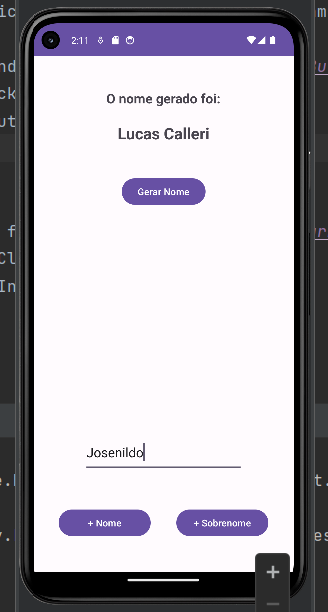 2:11
O nome gerado foi:
Lucas Calleri
Gerar Nome
Josenildo
+ Nome
+ Sobrenome